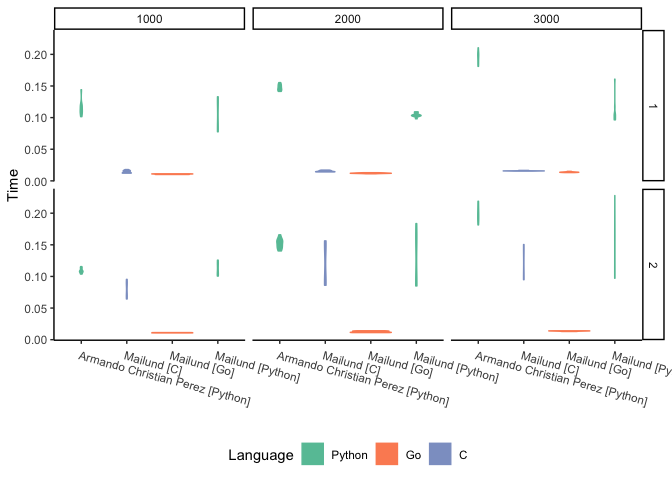 1000 2000 3000
0.20
0.15
0.10
0.05
0.00
1
Time
0.20
0.15
0.10
0.05
0.00
2
Armando Christian Perez [Python] Mailund [C] Mailund [Go] Mailund [Python]
Armando Christian Perez [Python] Mailund [C] Mailund [Go] Mailund [Python]
Armando Christian Perez [Python] Mailund [C] Mailund [Go] Mailund [Py
Language Python Go C